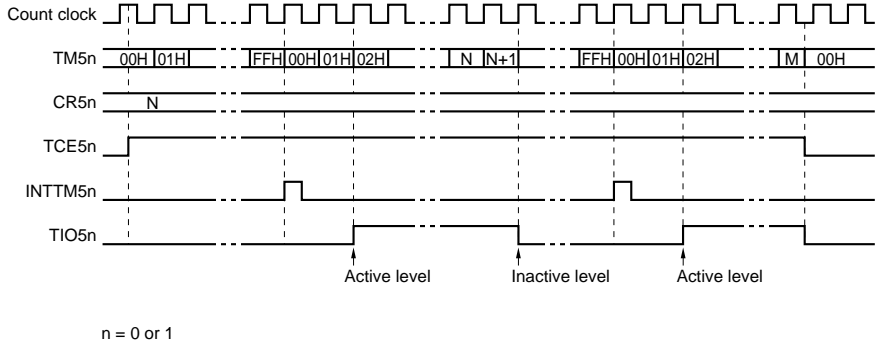 Count clock
TM5n 00H 01H FFH 00H 01H 02H N N+1 FFH 00H 01H 02H M 00H
CR5n N
TCE5n
INTTM5n
TIO5n
Active level Inactive level Active level
n = 0 or 1